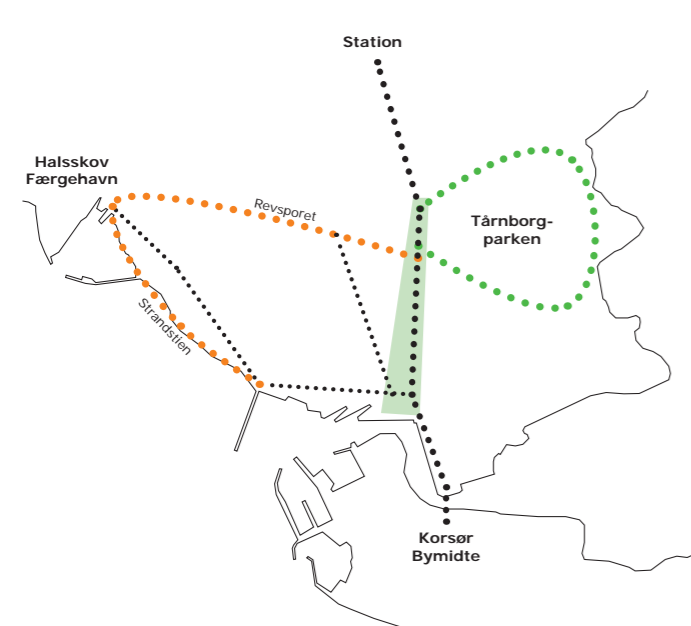 Station
Halsskov
Færgehavn
Revsporet
Tårnborg-
parken
Strandstien
Korsør
Bymidte